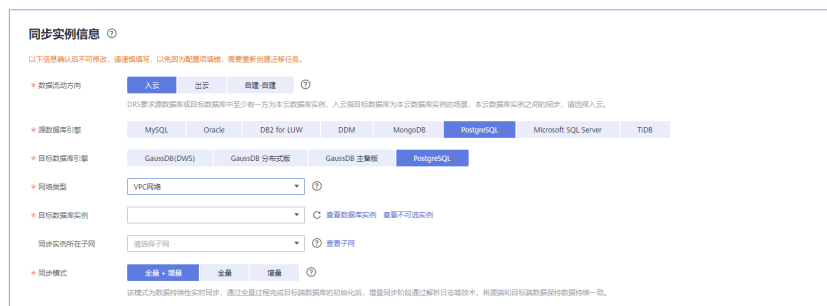 同步实例信息
以下信息确认后不可修改，请谨慎填写，以免因为配置项填错，需要重新创建迁移任务。
* 数据流动方向 入云 出云 自建-自建
DRS要求源数据库或目标数据库中至少有一方为本云数据库实例，入云指目标数据库为本云数据库实例的场景，本云数据库实例之间的同步，请选择入云。
* 源数据库引擎 MySQL Oracle DB2 for LUW DDM MongoDB PostgreSQL Microsoft SQL Server TiDB
* 目标数据库引擎 GaussDB(DWS) GaussDB 分布式版 GaussDB 主备版 PostgreSQL
* 网络类型 VPC网络
* 目标数据库实例 查看数据库实例 查看不可选实例
同步实例所在子网 请选择子网 查看子网
* 同步模式 全量 + 增量 全量 增量
该模式为数据持续性实时同步，通过全量过程完成目标端数据库的初始化后，增量同步阶段通过解析日志等技术，将源端和目标端数据保持数据持续一致。